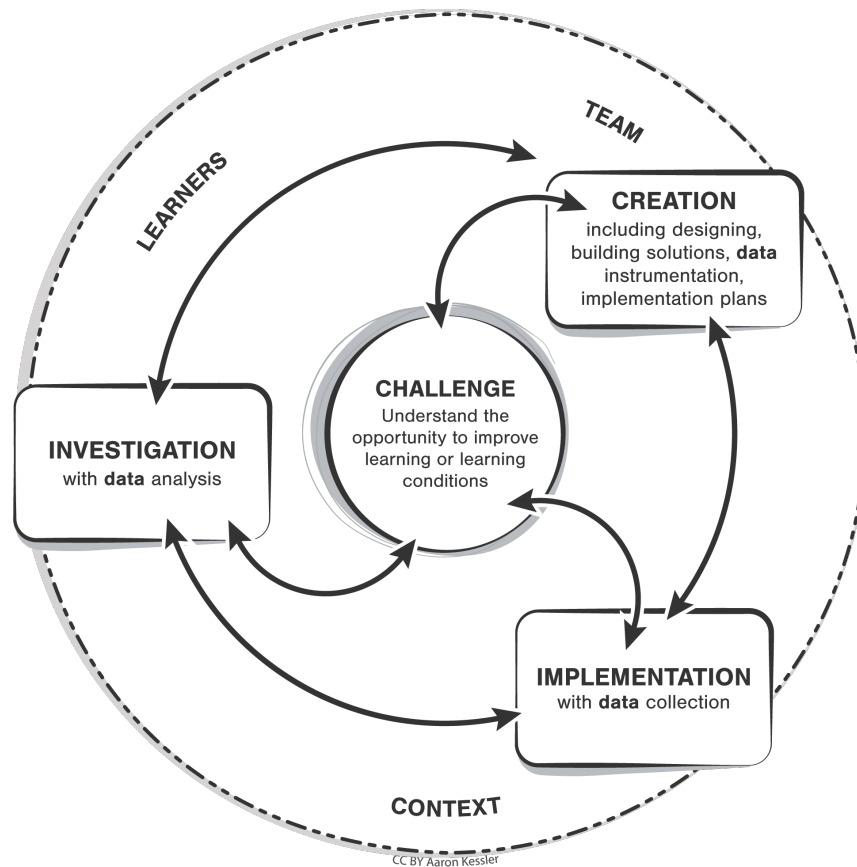 TEAM
LEARNERS
CREATION
including designing,
building solutions, data
instrumentation,
implementation plans
CHALLENGE
Understand the
opportunity to improve
learning or learning
conditions
INVESTIGATION
with data analysis
IMPLEMENTATION
with data collection
CONTEXT
CC BY Aaron Kessler